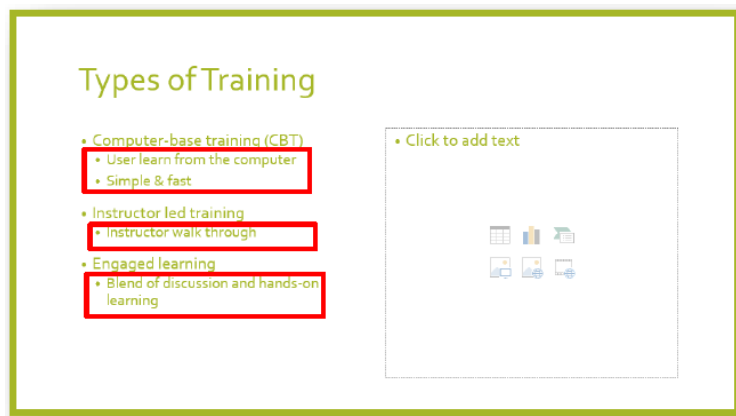 Types of Training
• Computer-base training (CBT)
• User learn from the computer
• Simple & fast
• Instructor led training
• Instructor walk through
• Engaged learning
• Blend of discussion and hands-on
learning
• Click to add text